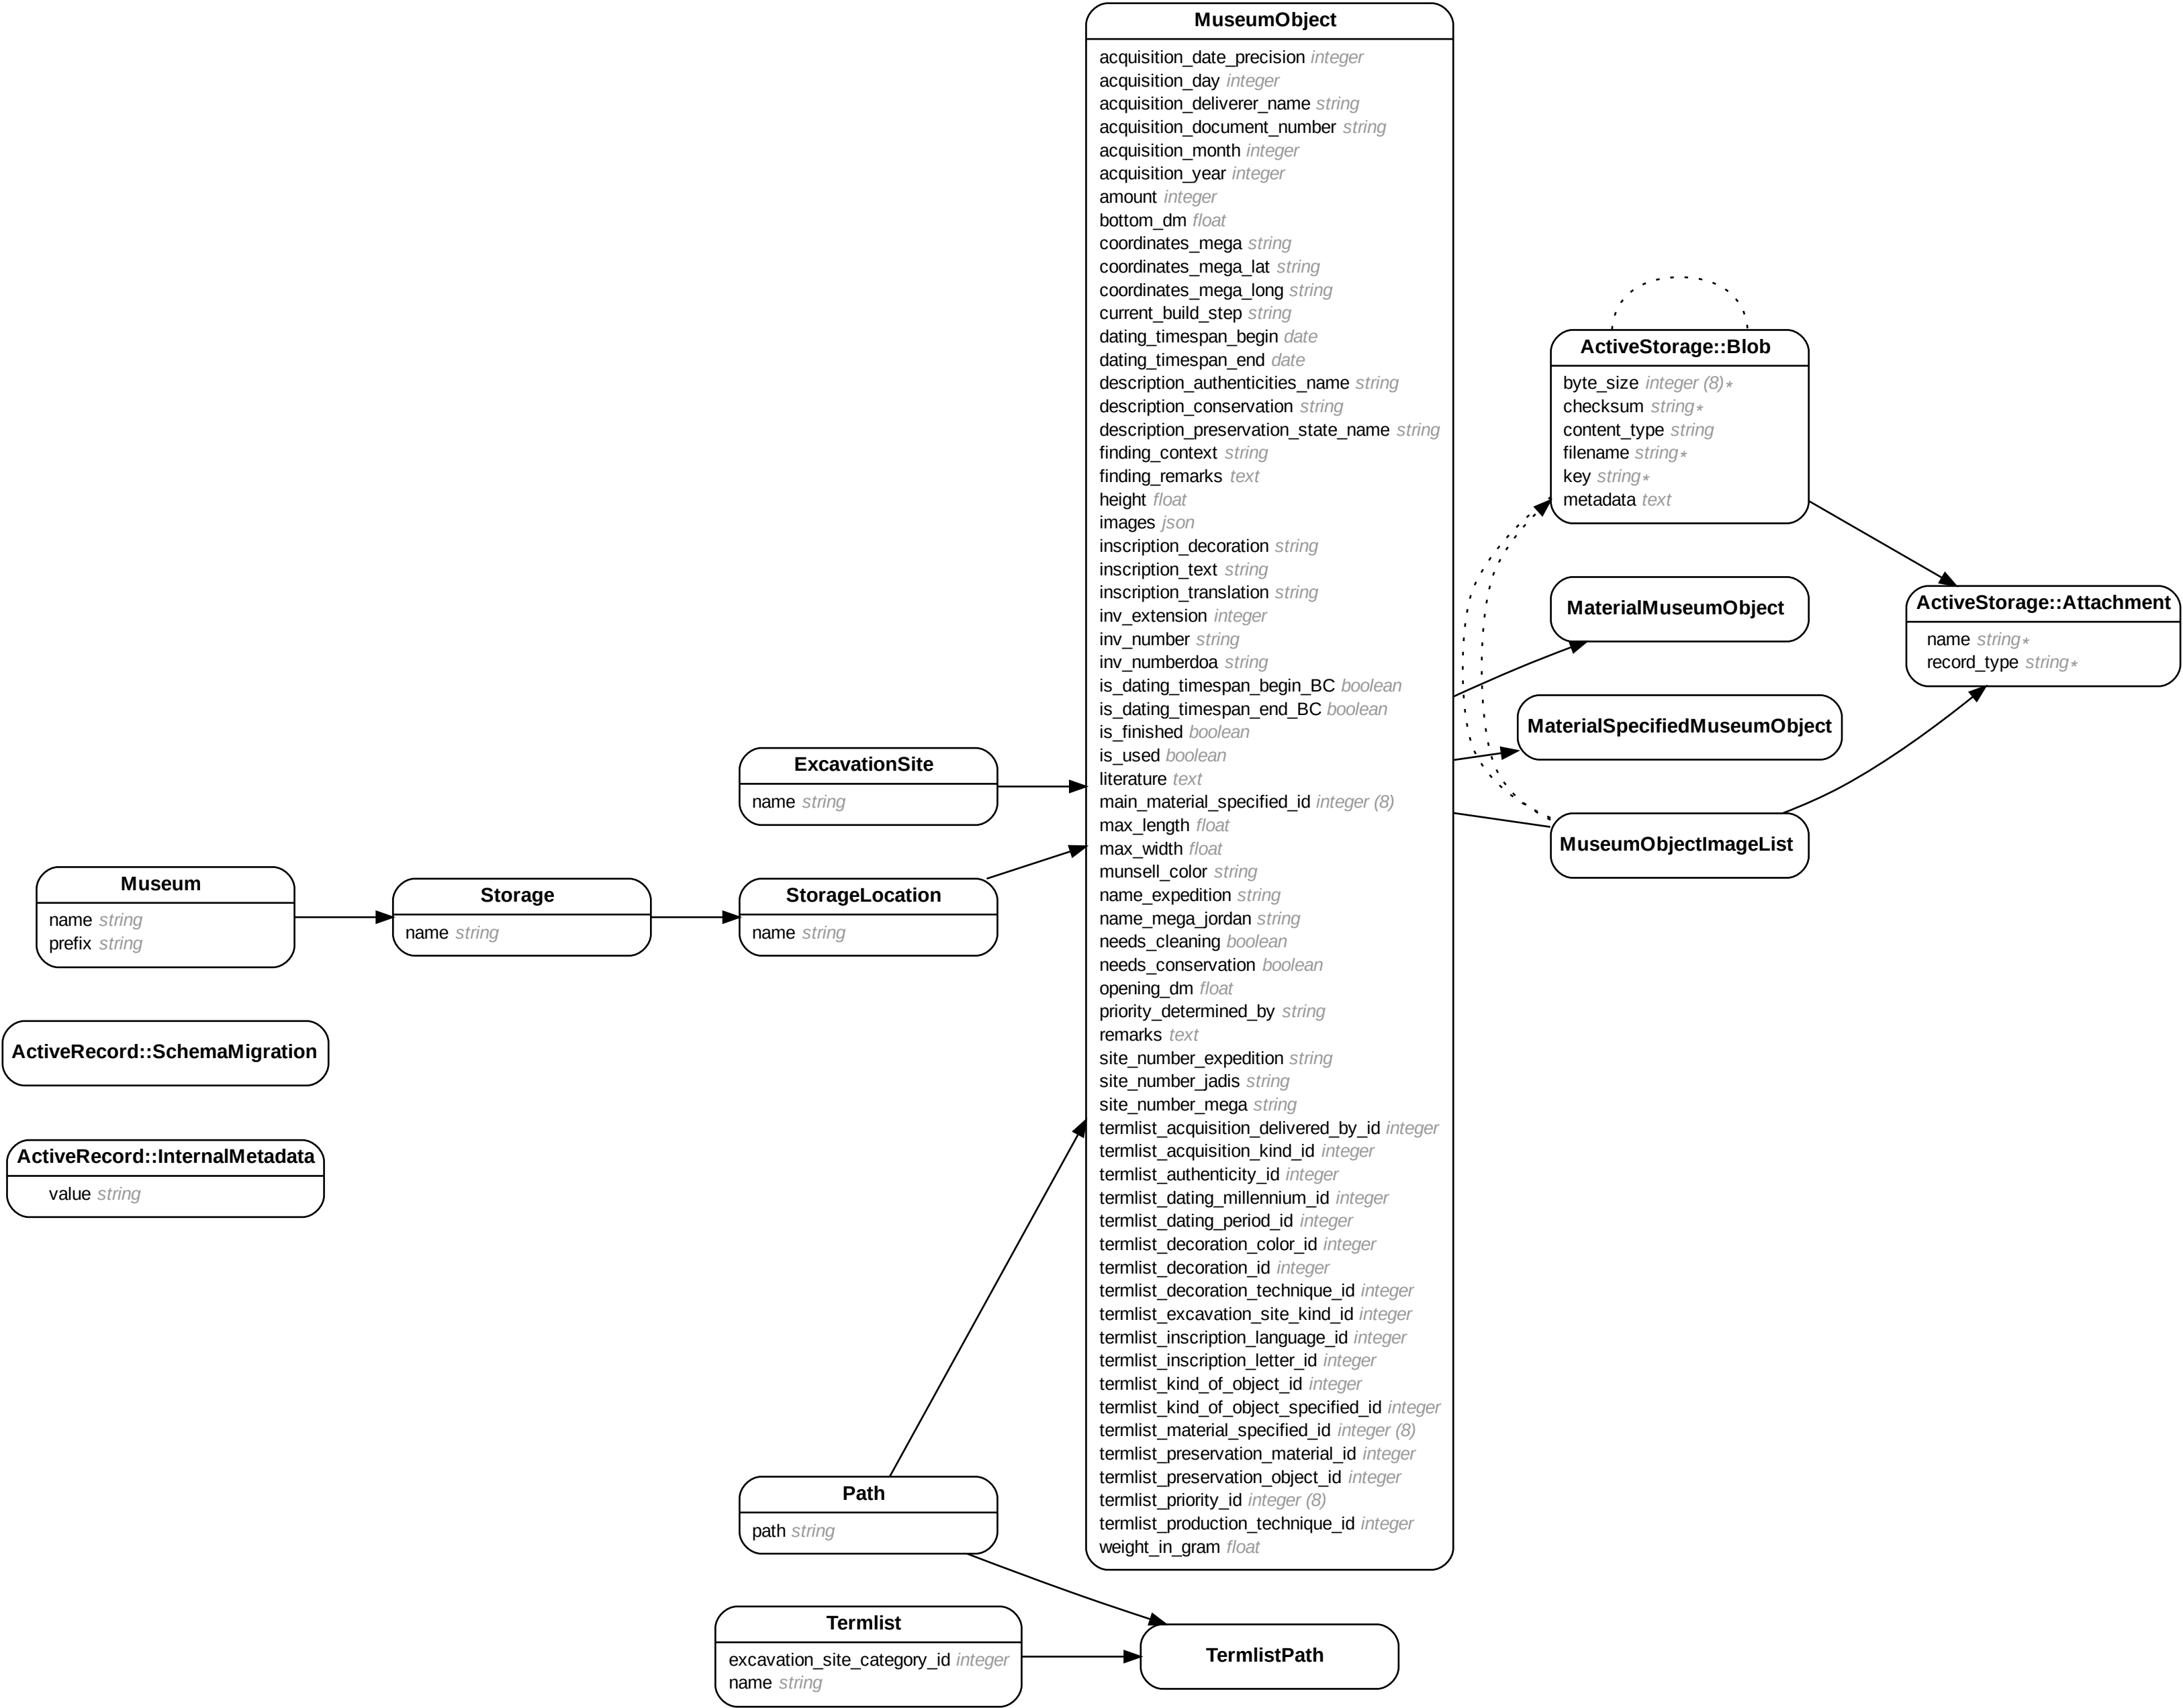 MuseumObject
acquisition_date_precision integer
acquisition_day integer
acquisition_deliverer_name string
acquisition_document_number string
acquisition_month integer
acquisition_year integer
amount integer
bottom_dm float
coordinates_mega string
coordinates_mega_lat string
coordinates_mega_long string
current_build_step string
dating_timespan_begin date
dating_timespan_end date
description_authenticities_name string
description_conservation string
description_preservation_state_name string
finding_context string
finding_remarks text
height float
images json
inscription_decoration string
inscription_text string
inscription_translation string
inv_extension integer
inv_number string
inv_numberdoa string
is_dating_timespan_begin_BC boolean
is_dating_timespan_end_BC boolean
is_finished boolean
is_used boolean
literature text
main_material_specified_id integer (8)
max_length float
max_width float
munsell_color string
name_expedition string
name_mega_jordan string
needs_cleaning boolean
needs_conservation boolean
opening_dm float
priority_determined_by string
remarks text
site_number_expedition string
site_number_jadis string
site_number_mega string
termlist_acquisition_delivered_by_id integer
termlist_acquisition_kind_id integer
termlist_authenticity_id integer
termlist_dating_millennium_id integer
termlist_dating_period_id integer
termlist_decoration_color_id integer
termlist_decoration_id integer
termlist_decoration_technique_id integer
termlist_excavation_site_kind_id integer
termlist_inscription_language_id integer
termlist_inscription_letter_id integer
termlist_kind_of_object_id integer
termlist_kind_of_object_specified_id integer
termlist_material_specified_id integer (8)
termlist_preservation_material_id integer
termlist_preservation_object_id integer
termlist_priority_id integer (8)
termlist_production_technique_id integer
weight_in_gram float
ActiveStorage::Blob
byte_size integer (8)*
checksum string*
content_type string
filename string*
key string*
metadata text
MaterialMuseumObject
MaterialSpecifiedMuseumObject
MuseumObjectImageList
ActiveStorage::Attachment
name string*
record_type string*
ExcavationSite
name string
Museum
name string
prefix string
Storage
name string
StorageLocation
name string
ActiveRecord::SchemaMigration
ActiveRecord::InternalMetadata
value string
Path
path string
Termlist
excavation_site_category_id integer
name string
TermlistPath